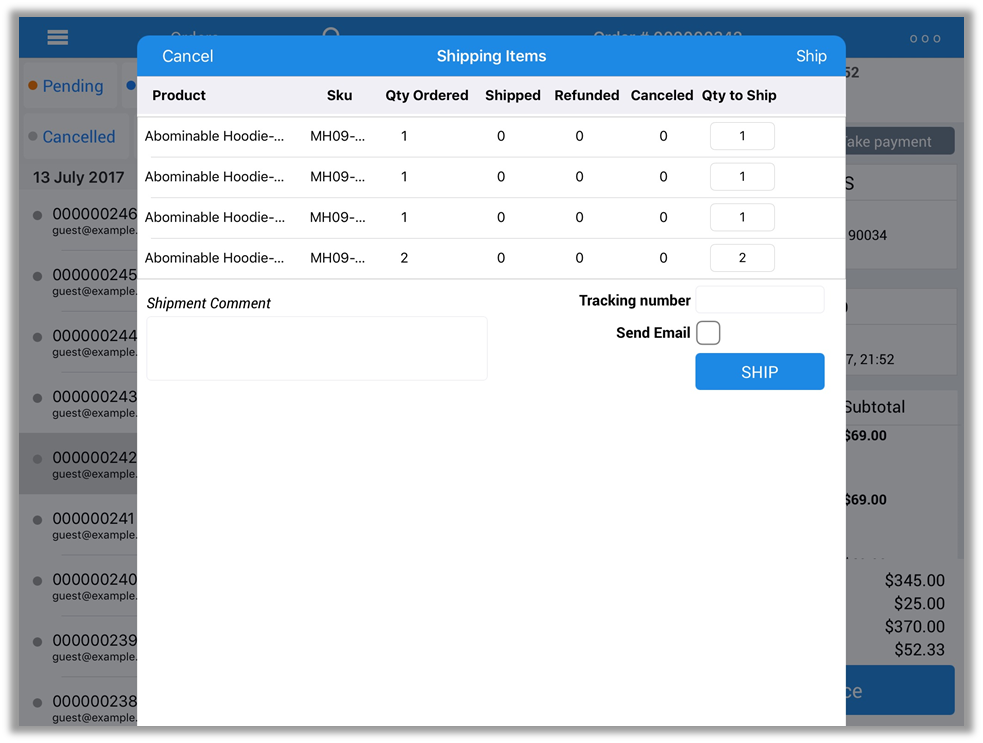 Orders Order # 000000242
Cancel Shipping Items Ship
Pending
Cancelled
13 July 2017
000000246
guest@example.
000000245
guest@example.
000000244
guest@example.
000000243
guest@example.
000000242
guest@example.
000000241
guest@example.
000000240
guest@example.
000000239
guest@example.
000000238
guest@example.
Product Sku Qty Ordered Shipped Refunded Canceled Qty to Ship
Abominable Hoodie-... MH09-... 1 0 0 0 1
Abominable Hoodie-... MH09-... 1 0 0 0 1
Abominable Hoodie-... MH09-... 1 0 0 0 1
Abominable Hoodie-... MH09-... 2 0 0 0 2
Shipment Comment
Tracking number
Send Email
SHIP
52
ake payment
S
90034
7, 21:52
Subtotal
$69.00
$69.00
$345.00
$25.00
$370.00
$52.33
ce